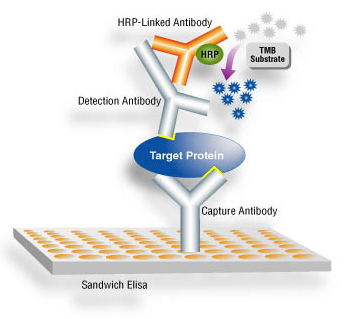 HRP-Linked Antibody
HRP
TMB
Substrate
Detection Antibody
Target Protein
Capture Antibody
Sandwich Elisa